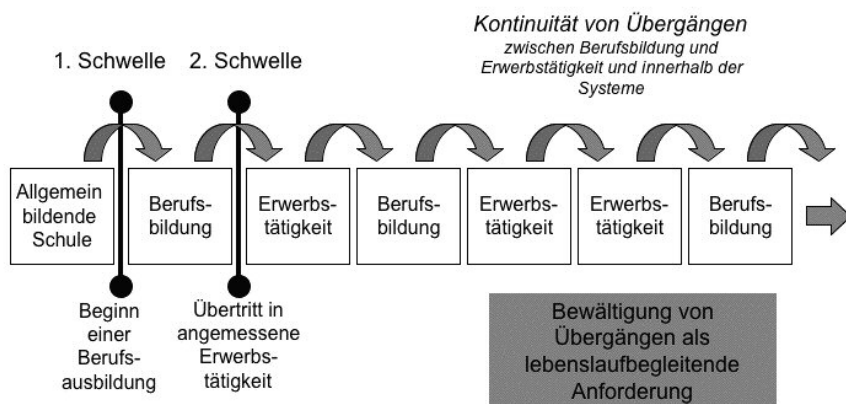 Kontinuität von Übergängen
zwischen Berufsbildung und
Erwerbstätigkeit und innerhalb der
Systeme
1. Schwelle
2. Schwelle
Allgemein
bildende
Schule
Berufs-
bildung
Erwerbs-
tätigkeit
Berufs-
bildung
Erwerbs-
tätigkeit
Erwerbs-
tätigkeit
Berufs-
bildung
Beginn
einer
Berufs-
ausbildung
Übertritt in
angemessene
Erwerbs-
tätigkeit
Bewältigung von
Übergängen als
lebenslaufbegleitende
Anforderung